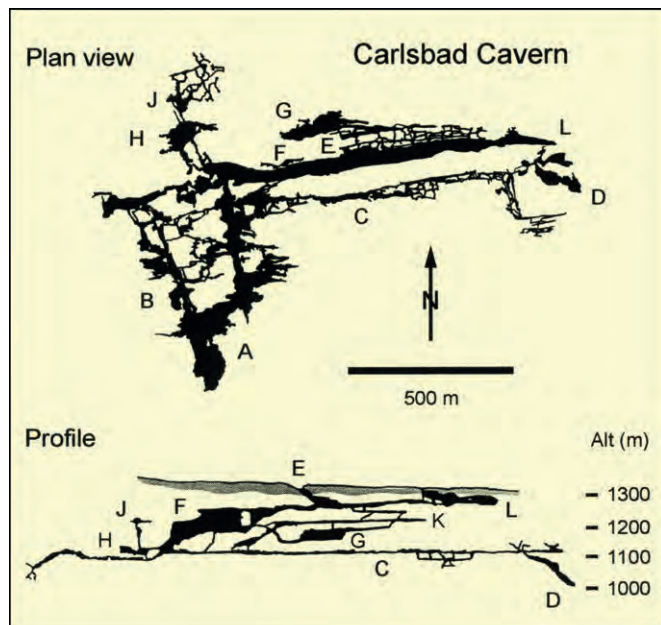 Plan view
Carlsbad Cavern
J
G
H
L
E
F
D
C
B
N
A
500 m
Profile
Alt (m)
E
1300
J
F
L
K
1200
H
G
1100
C
1000
D